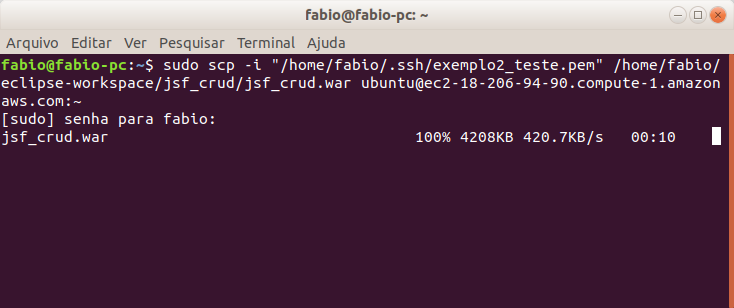 fabio@fabio-pc: ~
Arquivo Editar Ver Pesquisar Terminal Ajuda
fabio@fabio-pc:~$ sudo scp -i "/home/fabio/.ssh/exemplo2_teste.pem" /home/fabio/
eclipse-workspace/jsf_crud/jsf_crud.war ubuntu@ec2-18-206-94-90.compute-1.amazon
aws.com:~
[sudo] senha para fabio:
jsf_crud.war 100% 4208KB 420.7KB/s 00:10